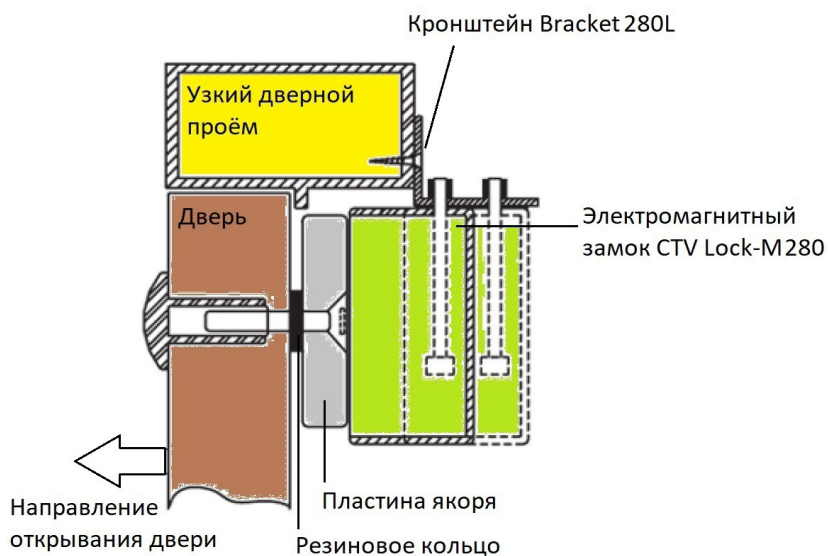 Кронштейн Bracket 280L
Узкий дверной
проём
Дверь
Электромагнитный
замок CTV Lock-M280
Пластина якоря
Направление
открывания двери
Резиновое кольцо